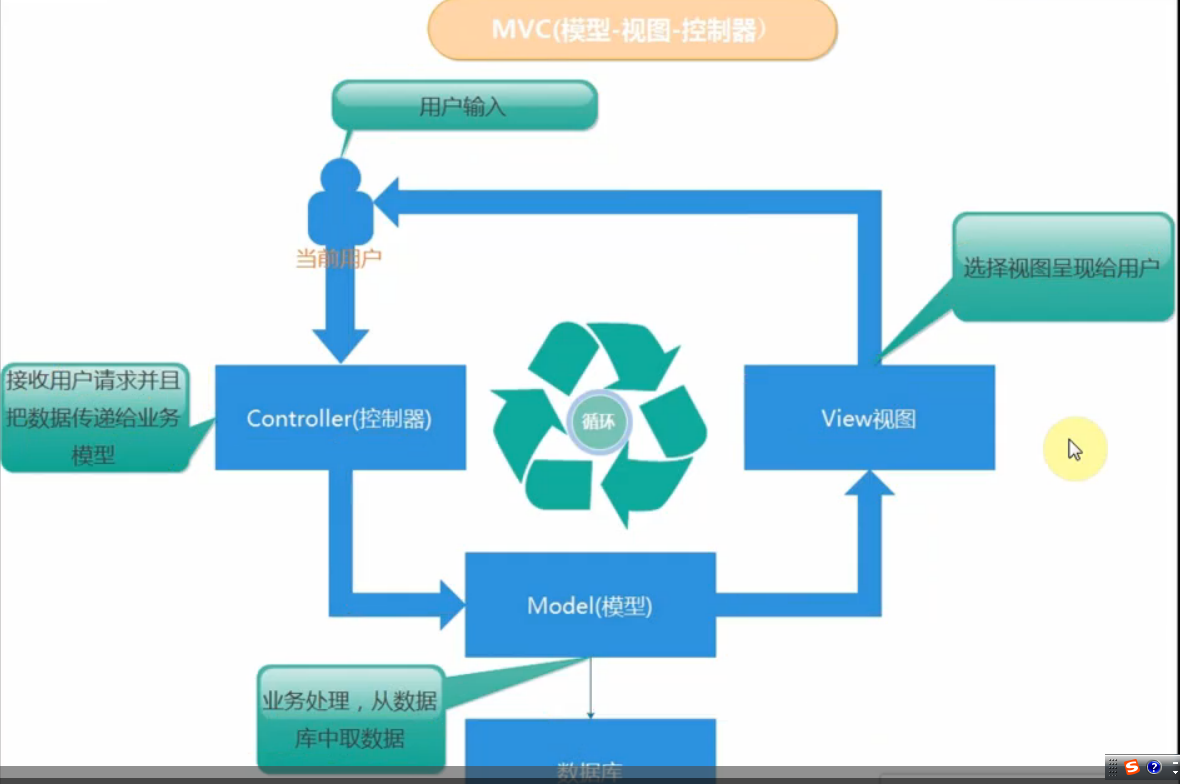 MVC(模型-视图-控制器)
用户输入
当前用户
选择视图呈现给用户
接收用户请求并且
把数据传递给业务
模型
Controller(控制器)
循环
View视图
Model(模型)
业务处理，从数据
库中取数据
数据库